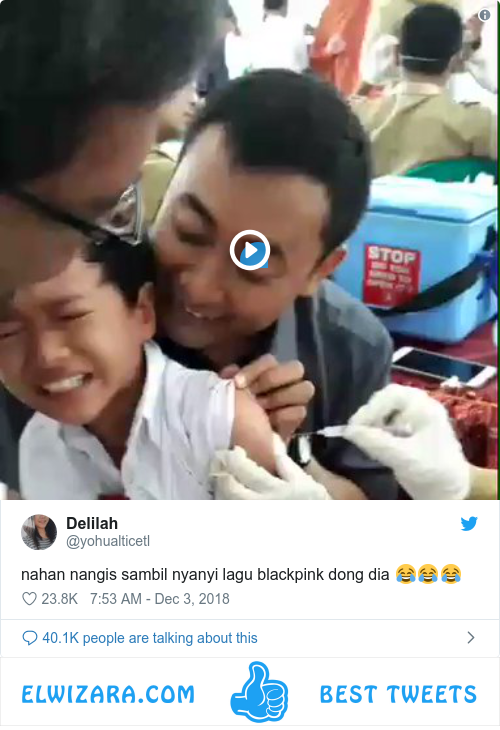 STOP
Delilah
@yohualticetl
nahan nangis sambil nyanyi lagu blackpink dong dia 😂😂😂
23.8K 7:53 AM - Dec 3, 2018
40.1K people are talking about this
ELWIZARA.COM BEST TWEETS